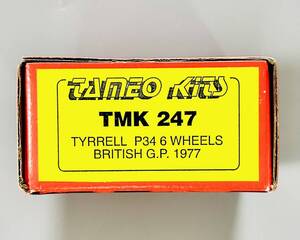 TAMEO KITS
TMK 247
TYRRELL P34 6 WHEELS
BRITISH G.P. 1977